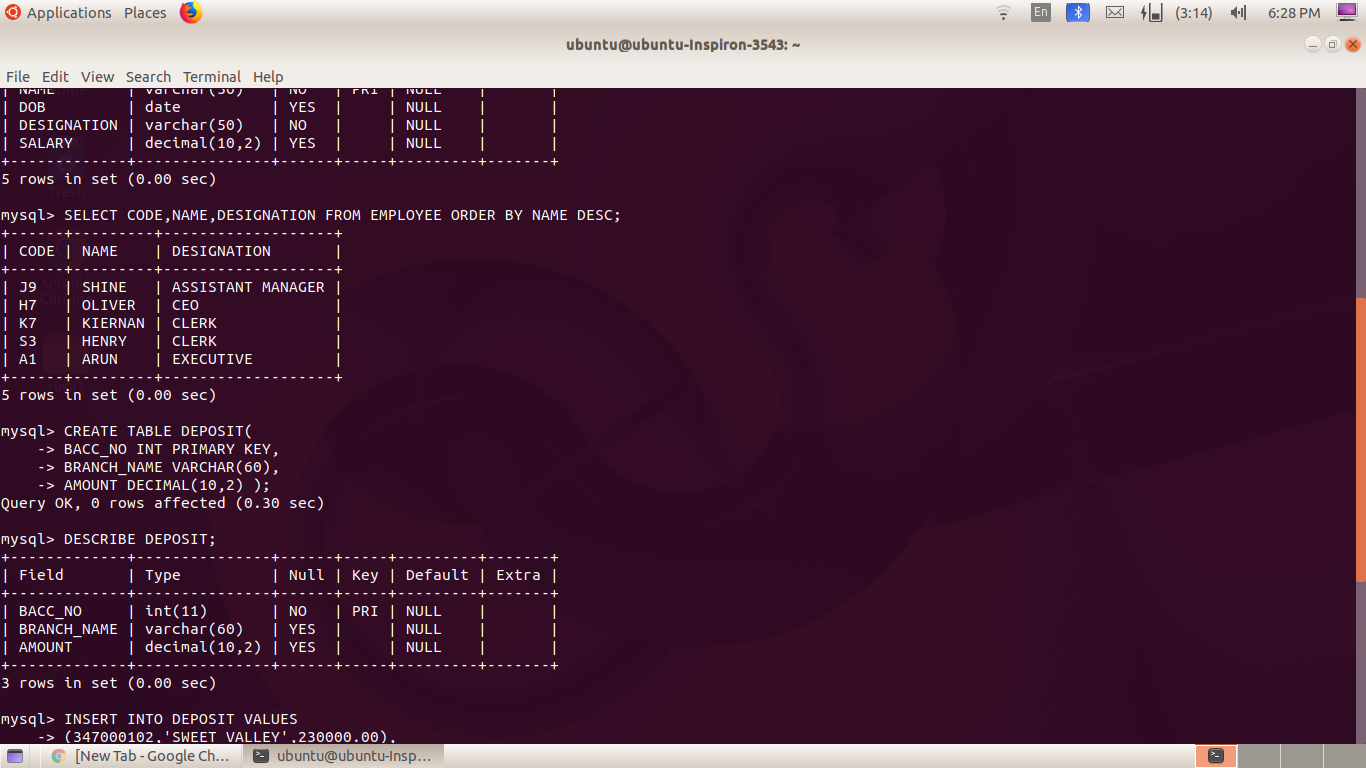 Applications Places En (3:14) 6:28 PM
ubuntu@ubuntu-Inspiron-3543: ~
File Edit View Search Terminal Help
| NAME | varchar(50) | NO | PRI | NULL | |
| DOB | date | YES | | NULL | |
| DESIGNATION | varchar(50) | NO | | NULL | |
| SALARY | decimal(10,2) | YES | | NULL | |
+-------------+---------------+------+-----+---------+-------+
5 rows in set (0.00 sec)
mysql> SELECT CODE,NAME,DESIGNATION FROM EMPLOYEE ORDER BY NAME DESC;
+------+---------+-------------------+
| CODE | NAME | DESIGNATION |
+------+---------+-------------------+
| J9 | SHINE | ASSISTANT MANAGER |
| H7 | OLIVER | CEO |
| K7 | KIERNAN | CLERK |
| S3 | HENRY | CLERK |
| A1 | ARUN | EXECUTIVE |
+------+---------+-------------------+
5 rows in set (0.00 sec)
mysql> CREATE TABLE DEPOSIT(
-> BACC_NO INT PRIMARY KEY,
-> BRANCH_NAME VARCHAR(60),
-> AMOUNT DECIMAL(10,2) );
Query OK, 0 rows affected (0.30 sec)
mysql> DESCRIBE DEPOSIT;
+-------------+---------------+------+-----+---------+-------+
| Field | Type | Null | Key | Default | Extra |
+-------------+---------------+------+-----+---------+-------+
| BACC_NO | int(11) | NO | PRI | NULL | |
| BRANCH_NAME | varchar(60) | YES | | NULL | |
| AMOUNT | decimal(10,2) | YES | | NULL | |
+-------------+---------------+------+-----+---------+-------+
3 rows in set (0.00 sec)
mysql> INSERT INTO DEPOSIT VALUES
-> (347000102,'SWEET VALLEY',230000.00),
[New Tab - Google Ch... ubuntu@ubuntu-Insp...